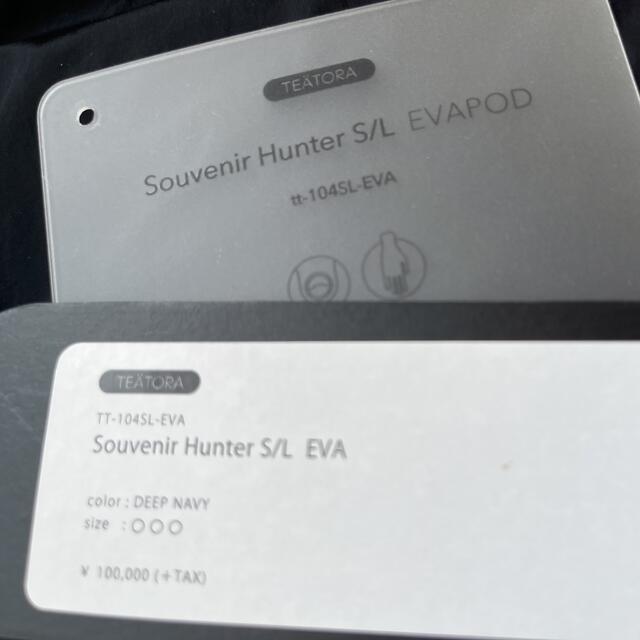 TEÄTORA
Souvenir Hunter S/L EVAPOD
tt-104SL-EVA
TEÄTORA
TT-104SL-EVA
Souvenir Hunter S/L EVA
color : DEEP NAVY
size : ○○○
¥ 100,000 (+TAX)